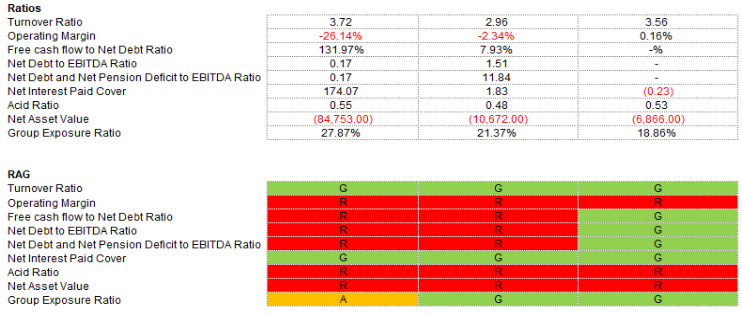 Ratios
Turnover Ratio 3.72 2.96 3.56
Operating Margin -26.14% -2.34% 0.16%
Free cash flow to Net Debt Ratio 131.97% 7.93% -%
Net Debt to EBITDA Ratio 0.17 1.51 -
Net Debt and Net Pension Deficit to EBITDA Ratio 0.17 11.84 -
Net Interest Paid Cover 174.07 1.83 (0.23)
Acid Ratio 0.55 0.48 0.53
Net Asset Value (84,753.00) (10,672.00) (6,866.00)
Group Exposure Ratio 27.87% 21.37% 18.86%
RAG
Turnover Ratio G G G
Operating Margin R R R
Free cash flow to Net Debt Ratio R R G
Net Debt to EBITDA Ratio R R G
Net Debt and Net Pension Deficit to EBITDA Ratio R R G
Net Interest Paid Cover G G G
Acid Ratio R R R
Net Asset Value R R R
Group Exposure Ratio A G G